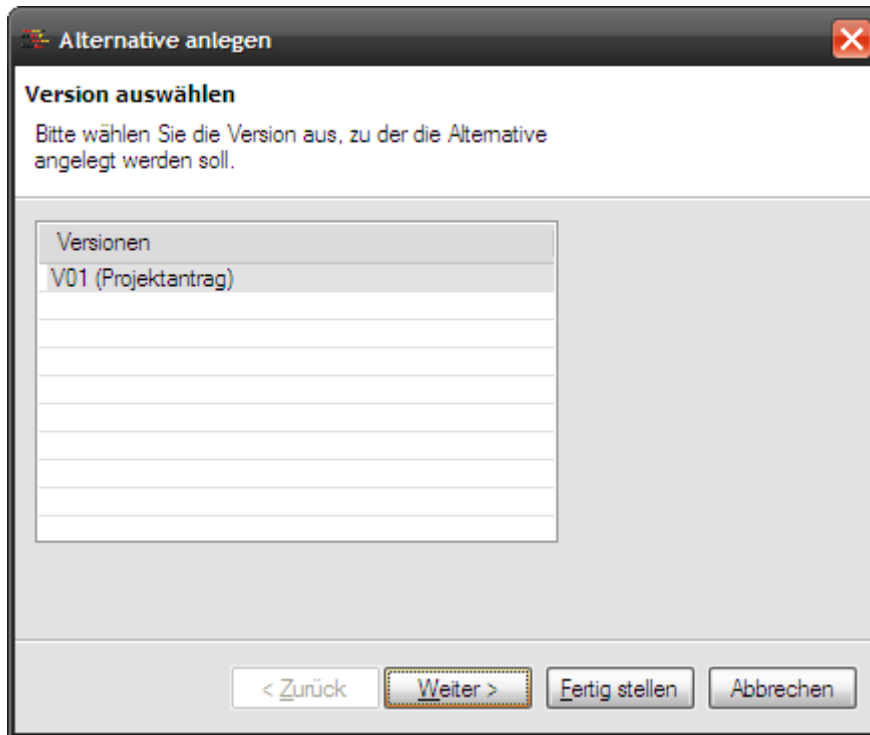 Alternative anlegen
Version auswählen
Bitte wählen Sie die Version aus, zu der die Alternative
angelegt werden soll.
Versionen
V01 (Projektantrag)
< Zurück
Weiter >
Fertig stellen
Abbrechen